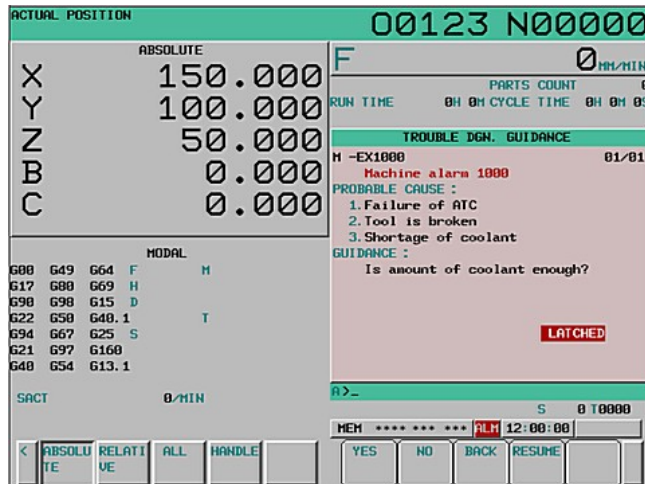 ACTUAL POSITION
O0123 N00000
ABSOLUTE
X 150.000
Y 100.000
Z 50.000
B 0.000
C 0.000
F 0 MM/MIN
PARTS COUNT
RUN TIME 0H 0M CYCLE TIME 0H 0M 0S
TROUBLE DGN. GUIDANCE
M -EX1000 01/01
Machine alarm 1000
PROBABLE CAUSE :
1.Failure of ATC
2.Tool is broken
3.Shortage of coolant
GUIDANCE :
Is amount of coolant enough?
LATCHED
MODAL
G00 G49 G64 F M
G17 G80 G69 H
G90 G98 G15 D
G22 G50 G40.1 T
G94 G67 G25 S
G21 G97 G160
G40 G54 G13.1
SACT 0/MIN
A>_
S 0 T0000
MEM **** *** *** ALM 12:00:00
< ABSOLU
TE
RELATI
VE
ALL
HANDLE
YES
NO
BACK
RESUME